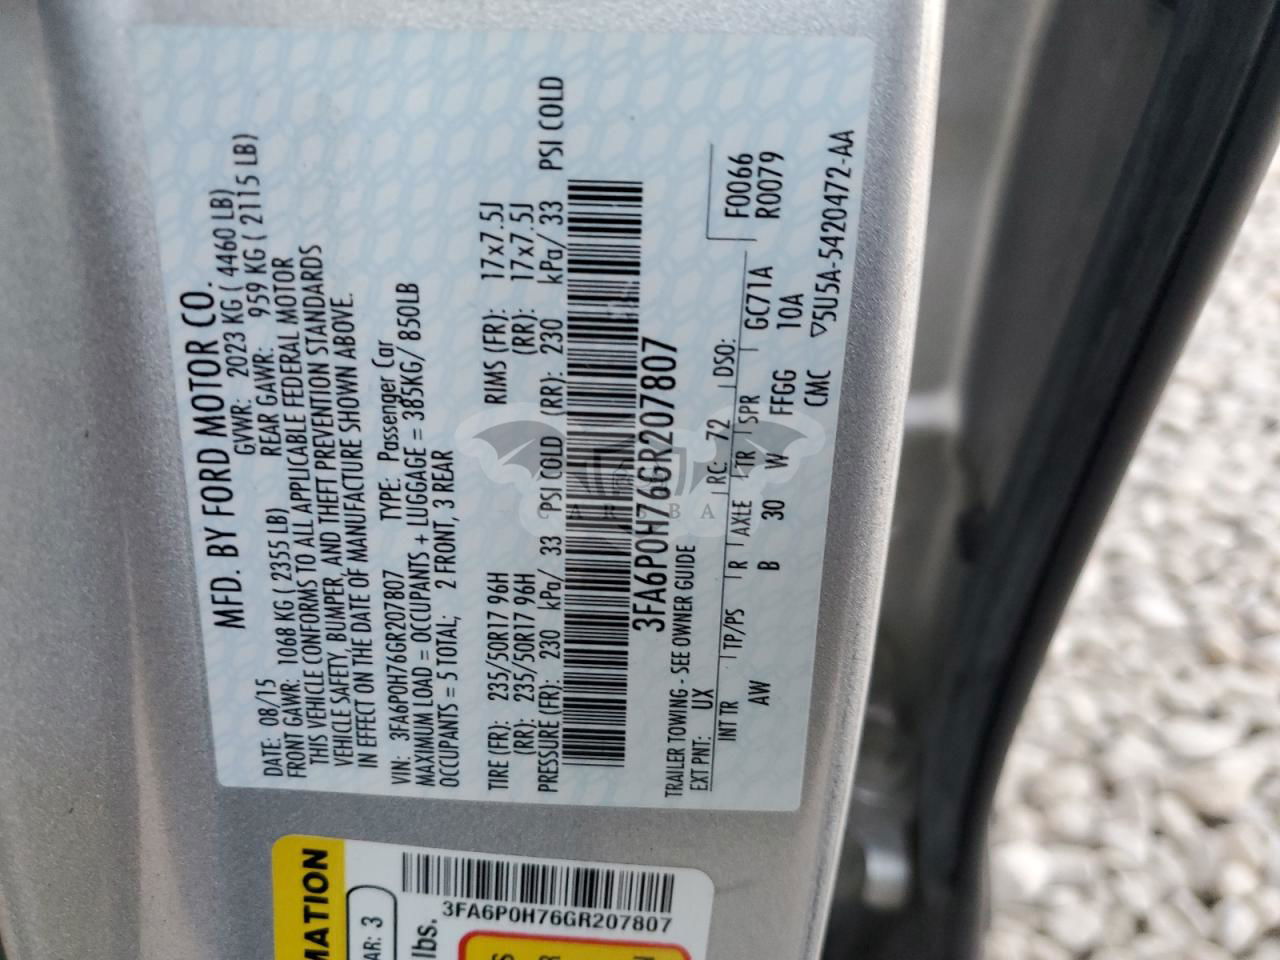 MFD. BY FORD MOTOR CO.
DATE: 08/15 GVWR: 2023 KG ( 4460 LB)
FRONT GAWR: 1068 KG ( 2355 LB) REAR GAWR: 959 KG ( 2115 LB)
THIS VEHICLE CONFORMS TO ALL APPLICABLE FEDERAL MOTOR
VEHICLE SAFETY, BUMPER, AND THEFT PREVENTION STANDARDS
IN EFFECT ON THE DATE OF MANUFACTURE SHOWN ABOVE.
VIN: 3FA6P0H76GR207807 TYPE: Passenger Car
MAXIMUM LOAD = OCCUPANTS + LUGGAGE = 385KG/ 850LB
OCCUPANTS = 5 TOTAL; 2 FRONT, 3 REAR
TIRE (FR): 235/50R17 96H RIMS (FR): 17x7.5J
(RR): 235/50R17 96H (RR): 17x7.5J
PRESSURE (FR): 230 kPa/ 33 PSI COLD (RR): 230 kPa/ 33 PSI COLD
3FA6P0H76GR207807
TRAILER TOWING - SEE OWNER GUIDE
EXT PNT: UX RC: 72 DSO: F0066
R0079
INT TR TP/PS R AXLE TR SPR GC71A
AW B 30 W FFGG 10A
CMC ▽5U5A-5420472-AA
MATION
AR: 3
lbs.
3FA6P0H76GR207807